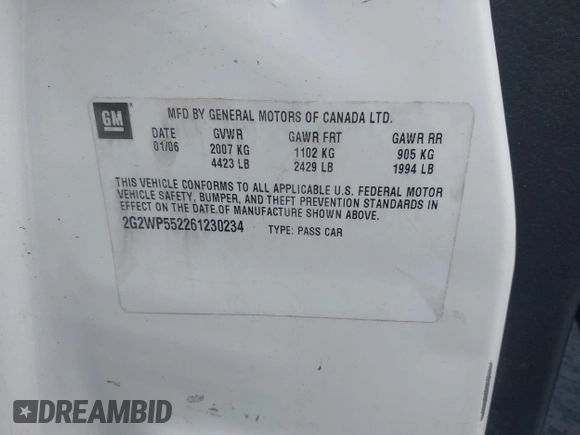 GM
MFD BY GENERAL MOTORS OF CANADA LTD.
DATE GVWR GAWR FRT GAWR RR
01/06 2007 KG 1102 KG 905 KG
4423 LB 2429 LB 1994 LB
THIS VEHICLE CONFORMS TO ALL APPLICABLE U.S. FEDERAL MOTOR
VEHICLE SAFETY, BUMPER, AND THEFT PREVENTION STANDARDS IN
EFFECT ON THE DATE OF MANUFACTURE SHOWN ABOVE.
2G2WP552261230234 TYPE: PASS CAR
DREAMBID